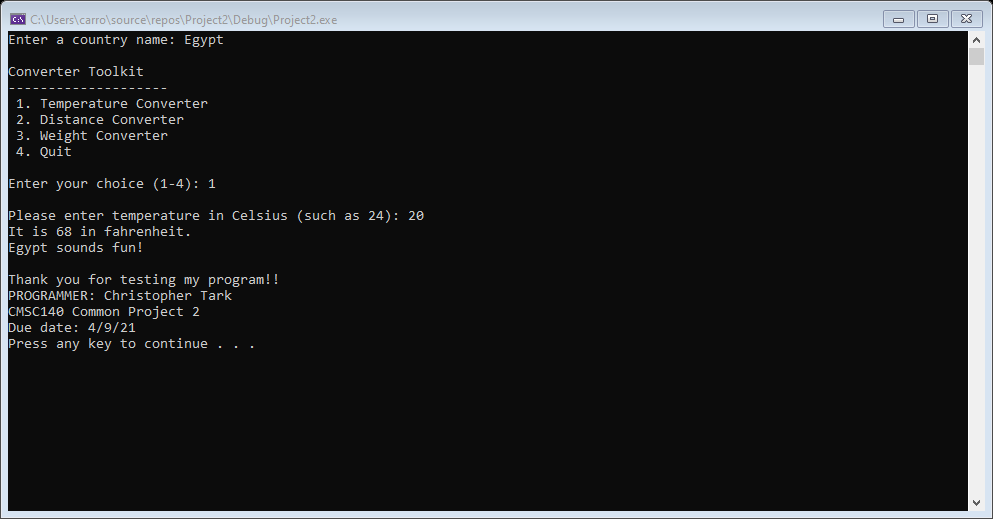 C:\Users\carro\source\repos\Project2\Debug\Project2.exe
Enter a country name: Egypt
Converter Toolkit
--------------------
1. Temperature Converter
2. Distance Converter
3. Weight Converter
4. Quit
Enter your choice (1-4): 1
Please enter temperature in Celsius (such as 24): 20
It is 68 in fahrenheit.
Egypt sounds fun!
Thank you for testing my program!!
PROGRAMMER: Christopher Tark
CMSC140 Common Project 2
Due date: 4/9/21
Press any key to continue . . .